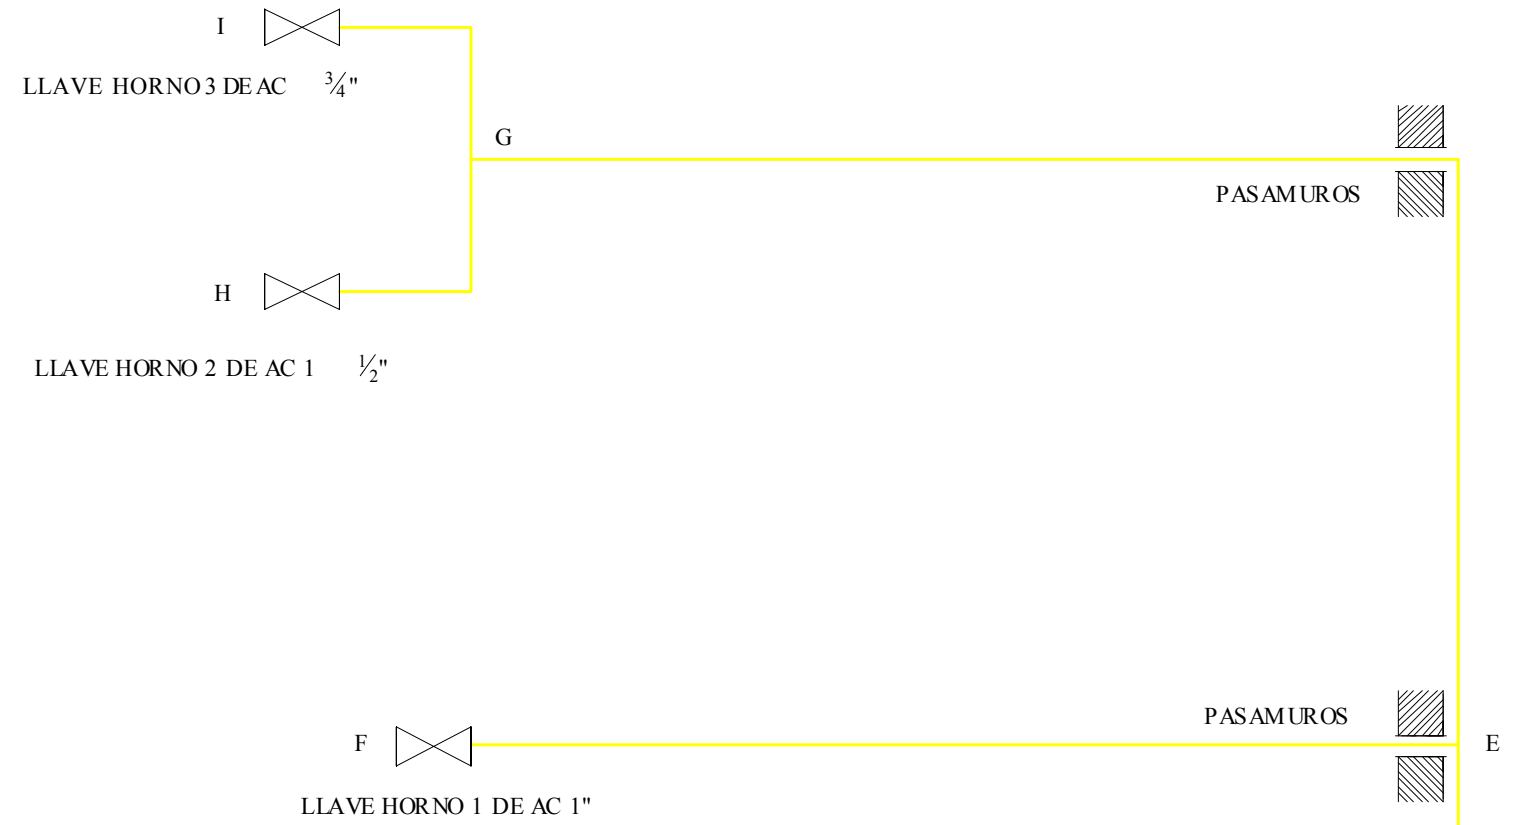 I
LLAVE HORNO 3 DE AC ¾"
G
PASAMUROS
H
LLAVE HORNO 2 DE AC 1 ½"
PASAMUROS
F
E
LLAVE HORNO 1 DE AC 1"